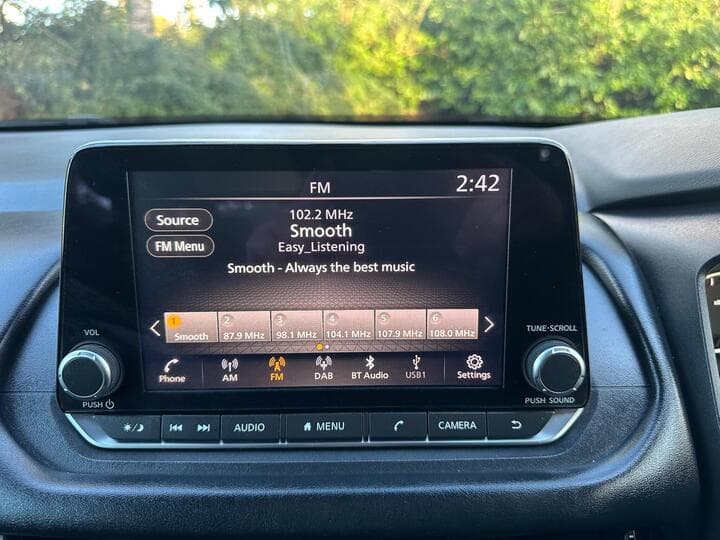 FM
2:42
Source
102.2 MHz
Smooth
FM Menu
Easy_Listening
Smooth - Always the best music
1 2 3 4 5 6
Smooth 87.9 MHz 98.1 MHz 104.1 MHz 107.9 MHz 108.0 MHz
Phone AM FM DAB BT Audio USB1 Settings
VOL
TUNE·SCROLL
PUSH
PUSH SOUND
AUDIO MENU CAMERA